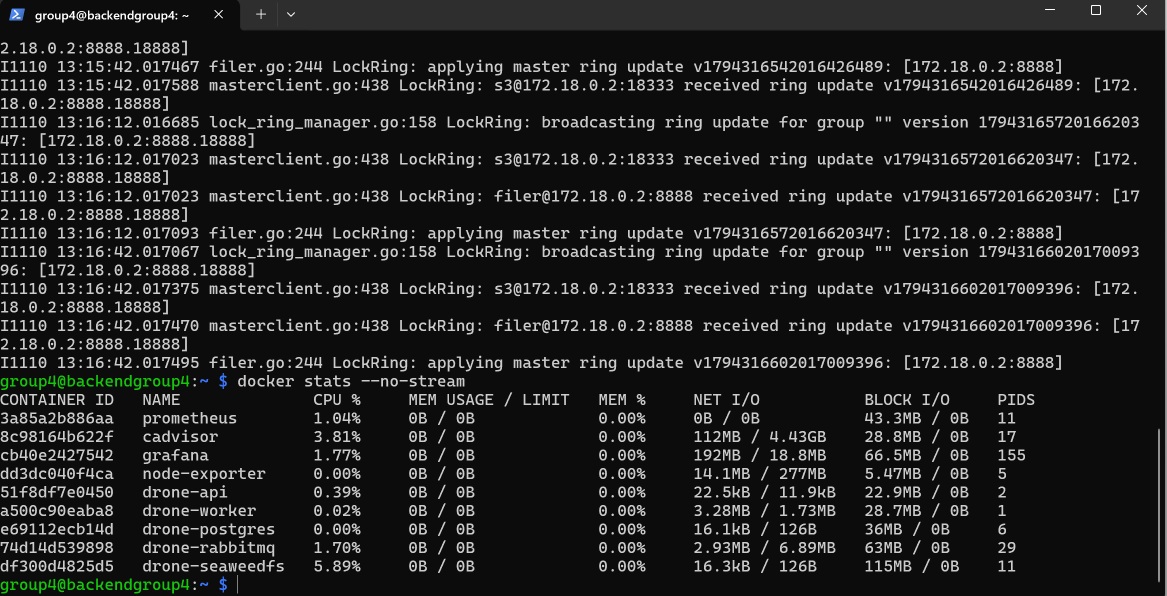 group4@backendgroup4: ~
2.18.0.2:8888.18888]
I1110 13:15:42.017467 filer.go:244 LockRing: applying master ring update v1794316542016426489: [172.18.0.2:8888]
I1110 13:15:42.017588 masterclient.go:438 LockRing: s3@172.18.0.2:18333 received ring update v1794316542016426489: [172.
18.0.2:8888.18888]
I1110 13:16:12.016685 lock_ring_manager.go:158 LockRing: broadcasting ring update for group "" version 17943165720166203
47: [172.18.0.2:8888.18888]
I1110 13:16:12.017023 masterclient.go:438 LockRing: s3@172.18.0.2:18333 received ring update v1794316572016620347: [172.
18.0.2:8888.18888]
I1110 13:16:12.017023 masterclient.go:438 LockRing: filer@172.18.0.2:8888 received ring update v1794316572016620347: [17
2.18.0.2:8888.18888]
I1110 13:16:12.017093 filer.go:244 LockRing: applying master ring update v1794316572016620347: [172.18.0.2:8888]
I1110 13:16:42.017067 lock_ring_manager.go:158 LockRing: broadcasting ring update for group "" version 17943166020170093
96: [172.18.0.2:8888.18888]
I1110 13:16:42.017375 masterclient.go:438 LockRing: s3@172.18.0.2:18333 received ring update v1794316602017009396: [172.
18.0.2:8888.18888]
I1110 13:16:42.017470 masterclient.go:438 LockRing: filer@172.18.0.2:8888 received ring update v1794316602017009396: [17
2.18.0.2:8888.18888]
I1110 13:16:42.017495 filer.go:244 LockRing: applying master ring update v1794316602017009396: [172.18.0.2:8888]
group4@backendgroup4:~ $ docker stats --no-stream
CONTAINER ID   NAME              CPU %     MEM USAGE / LIMIT   MEM %     NET I/O           BLOCK I/O     PIDS
3a85a2b886aa   prometheus        1.04%     0B / 0B             0.00%     0B / 0B           43.3MB / 0B   11
8c98164b622f   cadvisor          3.81%     0B / 0B             0.00%     112MB / 4.43GB    28.8MB / 0B   17
cb40e2427542   grafana           1.77%     0B / 0B             0.00%     192MB / 18.8MB    66.5MB / 0B   155
dd3dc040f4ca   node-exporter     0.00%     0B / 0B             0.00%     14.1MB / 277MB    5.47MB / 0B   5
51f8df7e0450   drone-api         0.39%     0B / 0B             0.00%     22.5kB / 11.9kB   22.9MB / 0B   2
a500c90eaba8   drone-worker      0.02%     0B / 0B             0.00%     3.28MB / 1.73MB   28.7MB / 0B   1
e69112ecb14d   drone-postgres    0.00%     0B / 0B             0.00%     16.1kB / 126B     36MB / 0B     6
74d14d539898   drone-rabbitmq    1.70%     0B / 0B             0.00%     2.93MB / 6.89MB   63MB / 0B     29
df300d4825d5   drone-seaweedfs   5.89%     0B / 0B             0.00%     16.3kB / 126B     115MB / 0B    11
group4@backendgroup4:~ $